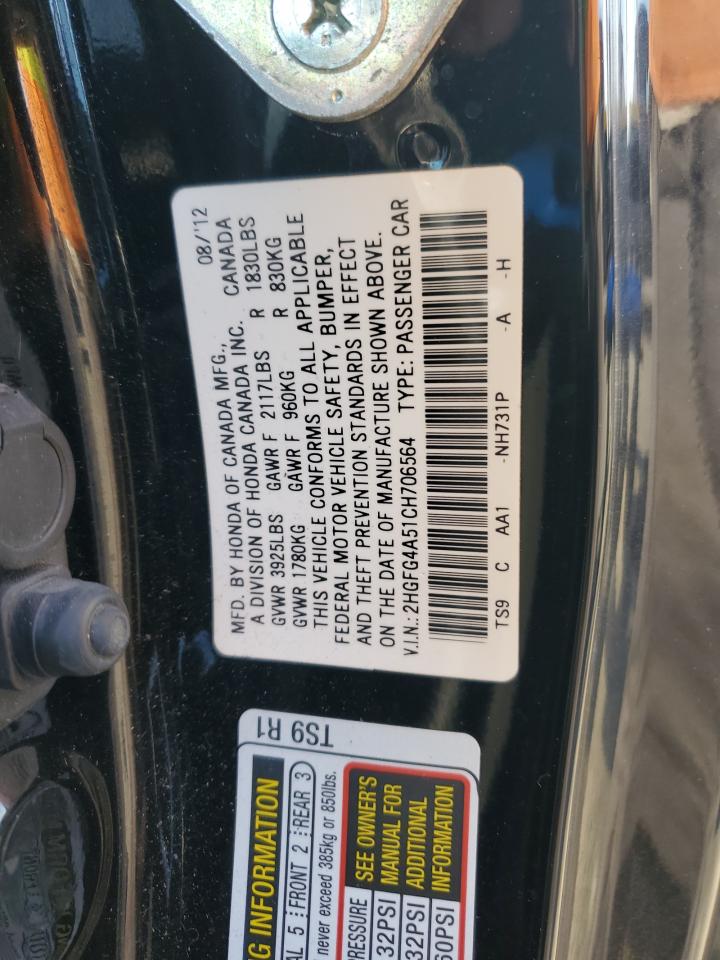 MFD. BY HONDA OF CANADA MFG., 08/'12
A DIVISION OF HONDA CANADA INC. CANADA
GVWR 3925LBS GAWR F 2117LBS R 1830LBS
GVWR 1780KG GAWR F 960KG R 830KG
THIS VEHICLE CONFORMS TO ALL APPLICABLE
FEDERAL MOTOR VEHICLE SAFETY, BUMPER,
AND THEFT PREVENTION STANDARDS IN EFFECT
ON THE DATE OF MANUFACTURE SHOWN ABOVE.
V.I.N.: 2HGFG4A51CH706564 TYPE: PASSENGER CAR
TS9 C AA1 -NH731P -A -H
TS9 R1
INFORMATION
5 FRONT 2 REAR 3
never exceed 385kg or 850lbs.
SEE OWNER'S
MANUAL FOR
ADDITIONAL
INFORMATION
32PSI
32PSI
60PSI